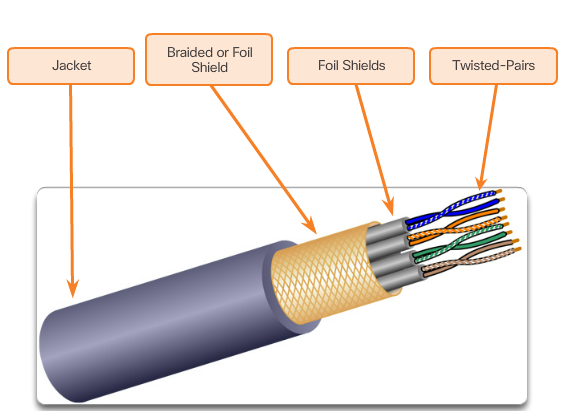 Jacket
Braided or Foil
Shield
Foil Shields
Twisted-Pairs